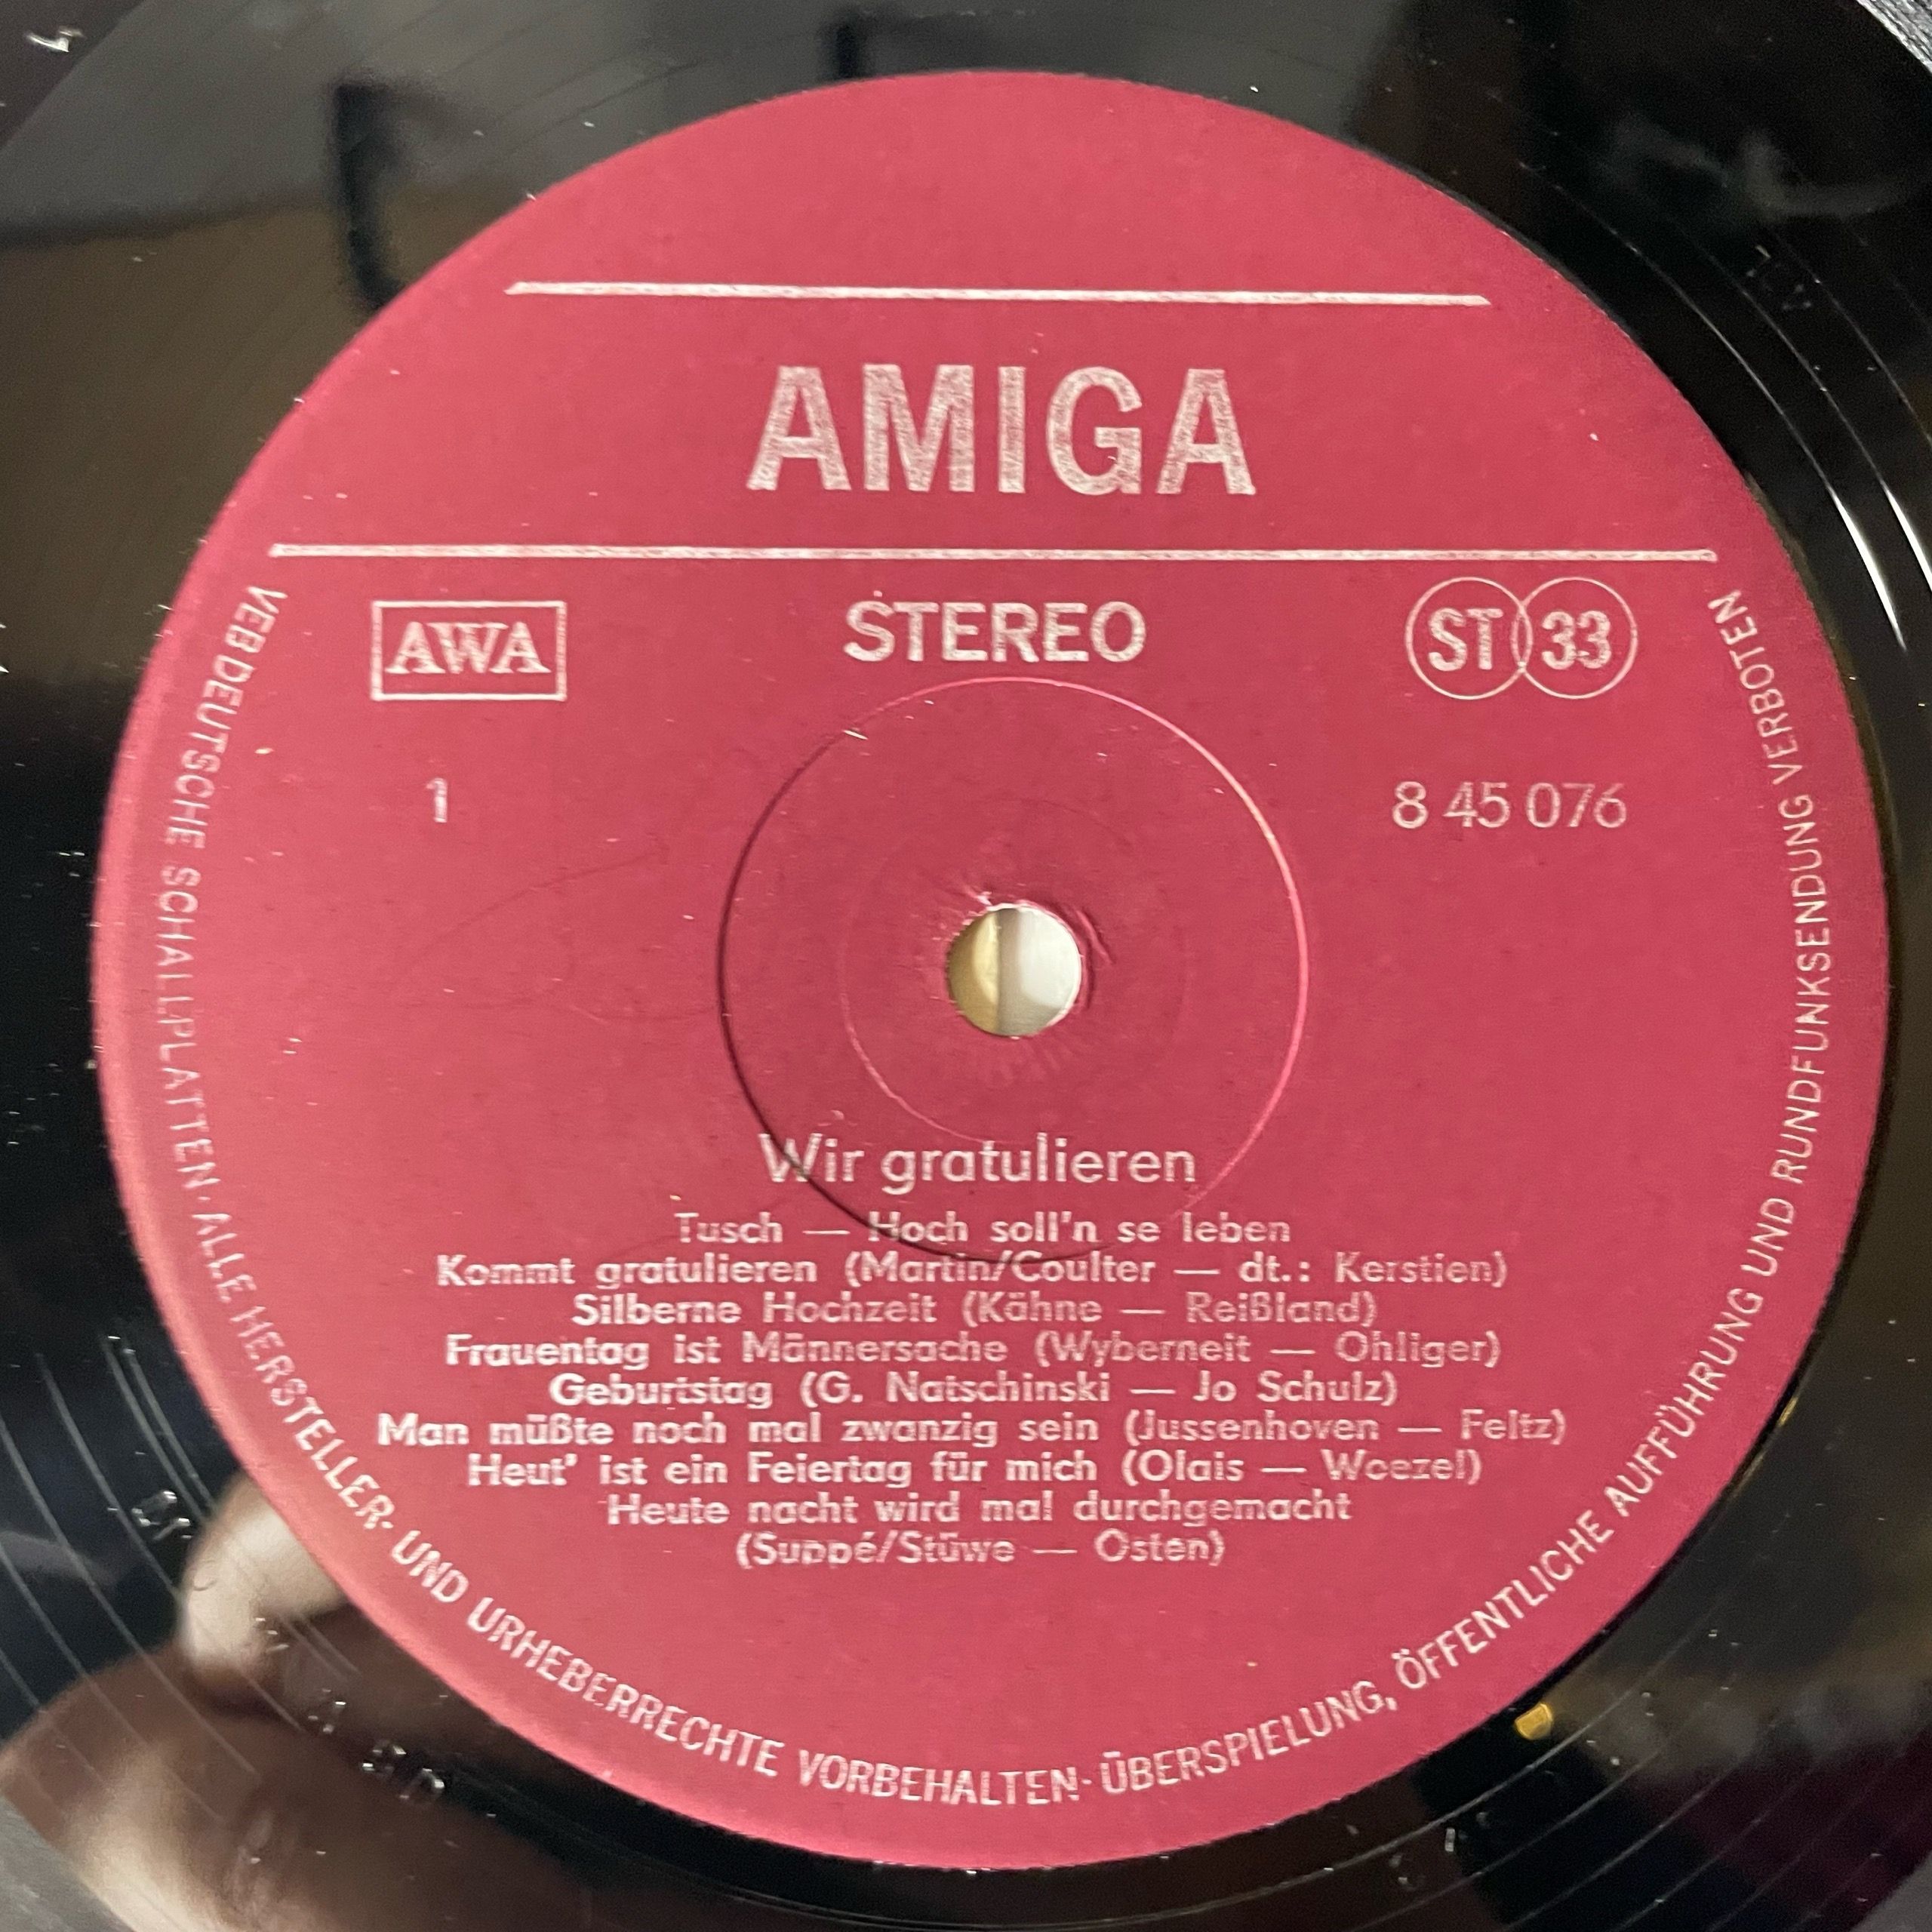 AMIGA
AWA
STEREO
ST 33
1
8 45 076
Wir gratulieren
Tusch — Hoch soll'n se leben
Kommt gratulieren (Martin/Coulter — dt.: Kerstien)
Silberne Hochzeit (Kähne — Reißland)
Frauentag ist Männersache (Wyberneit — Ohliger)
Geburtstag (G. Natschinski — Jo Schulz)
Man müßte noch mal zwanzig sein (Jussenhoven — Feltz)
Heut' ist ein Feiertag für mich (Olais — Woezel)
Heute nacht wird mal durchgemacht
(Suppé/Stüwe — Osten)
VEB DEUTSCHE SCHALLPLATTEN · ALLE HERSTELLER- UND URHEBERRECHTE VORBEHALTEN · ÜBERSPIELUNG, ÖFFENTLICHE AUFFÜHRUNG UND RUNDFUNKSENDUNG VERBOTEN